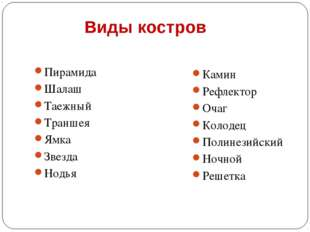 Виды костров
Пирамида
Шалаш
Таежный
Траншея
Ямка
Звезда
Нодья
Камин
Рефлектор
Очаг
Колодец
Полинезийский
Ночной
Решетка